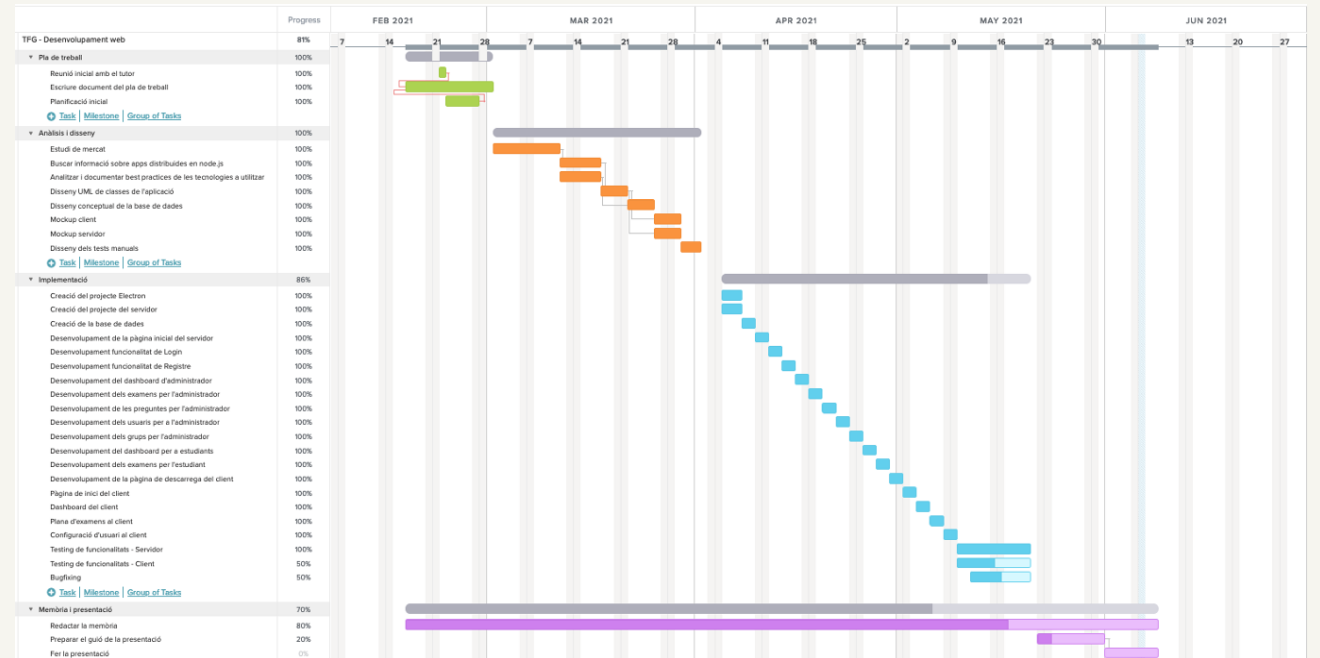 Progress FEB 2021 MAR 2021 APR 2021 MAY 2021 JUN 2021
TFG - Desenvolupament web 81% 7 14 21 28 7 14 21 28 4 11 18 25 2 9 16 23 30 13 20 27
Pla de treball 100%
Reunió inicial amb el tutor 100%
Escriure document del pla de treball 100%
Planificació inicial 100%
Task | Milestone | Group of Tasks
Anàlisis i disseny 100%
Estudi de mercat 100%
Buscar informació sobre apps distribuides en node.js 100%
Analitzar i documentar best practices de les tecnologies a utilitzar 100%
Disseny UML de classes de l'aplicació 100%
Disseny conceptual de la base de dades 100%
Mockup client 100%
Mockup servidor 100%
Disseny dels tests manuals 100%
Task | Milestone | Group of Tasks
Implementació 86%
Creació del projecte Electron 100%
Creació del projecte del servidor 100%
Creació de la base de dades 100%
Desenvolupament de la pàgina inicial del servidor 100%
Desenvolupament funcionalitat de Login 100%
Desenvolupament funcionalitat de Registre 100%
Desenvolupament del dashboard d'administrador 100%
Desenvolupament dels examens per l'administrador 100%
Desenvolupament de les preguntes per l'administrador 100%
Desenvolupament dels usuaris per a l'administrador 100%
Desenvolupament dels grups per l'administrador 100%
Desenvolupament del dashboard per a estudiants 100%
Desenvolupament dels examens per l'estudiant 100%
Desenvolupament de la pàgina de descarrega del client 100%
Pàgina de inici del client 100%
Dashboard del client 100%
Plana d'examens al client 100%
Configuració d'usuari al client 100%
Testing de funcionalitats - Servidor 100%
Testing de funcionalitats - Client 50%
Bugfixing 50%
Task | Milestone | Group of Tasks
Memòria i presentació 70%
Redactar la memòria 80%
Preparar el guió de la presentació 20%
Fer la presentació 0%